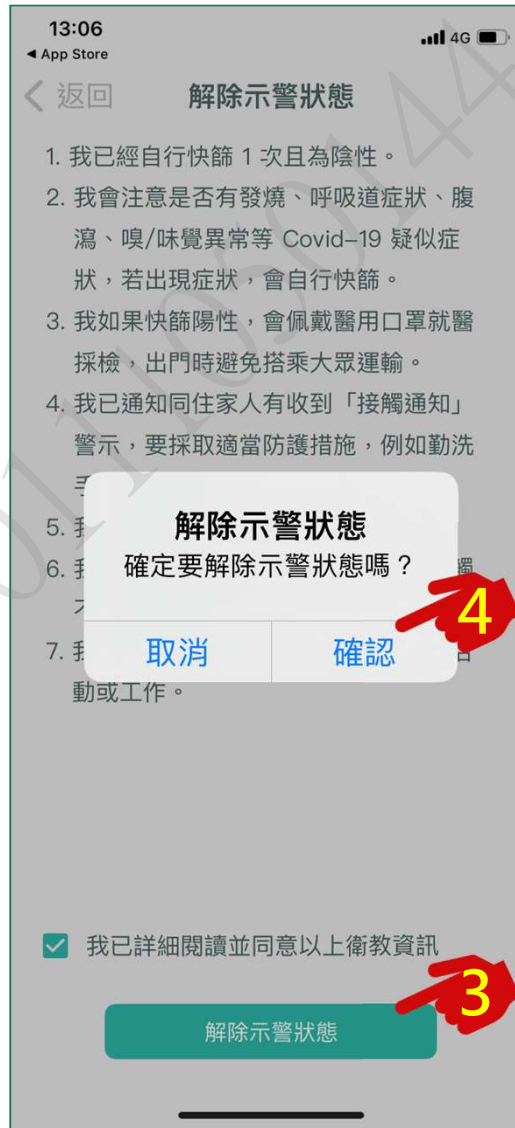 13:06
4G
◀ App Store
返回
解除示警狀態
1. 我已經自行快篩 1 次且為陰性。
2. 我會注意是否有發燒、呼吸道症狀、腹
瀉、嗅/味覺異常等 Covid-19 疑似症
狀，若出現症狀，會自行快篩。
3. 我如果快篩陽性，會佩戴醫用口罩就醫
採檢，出門時避免搭乘大眾運輸。
4. 我已通知同住家人有收到「接觸通知」
警示，要採取適當防護措施，例如勤洗
5.
6.
7.
動或工作。
解除示警狀態
確定要解除示警狀態嗎？
取消
確認
4
我已詳細閱讀並同意以上衛教資訊
3
解除示警狀態